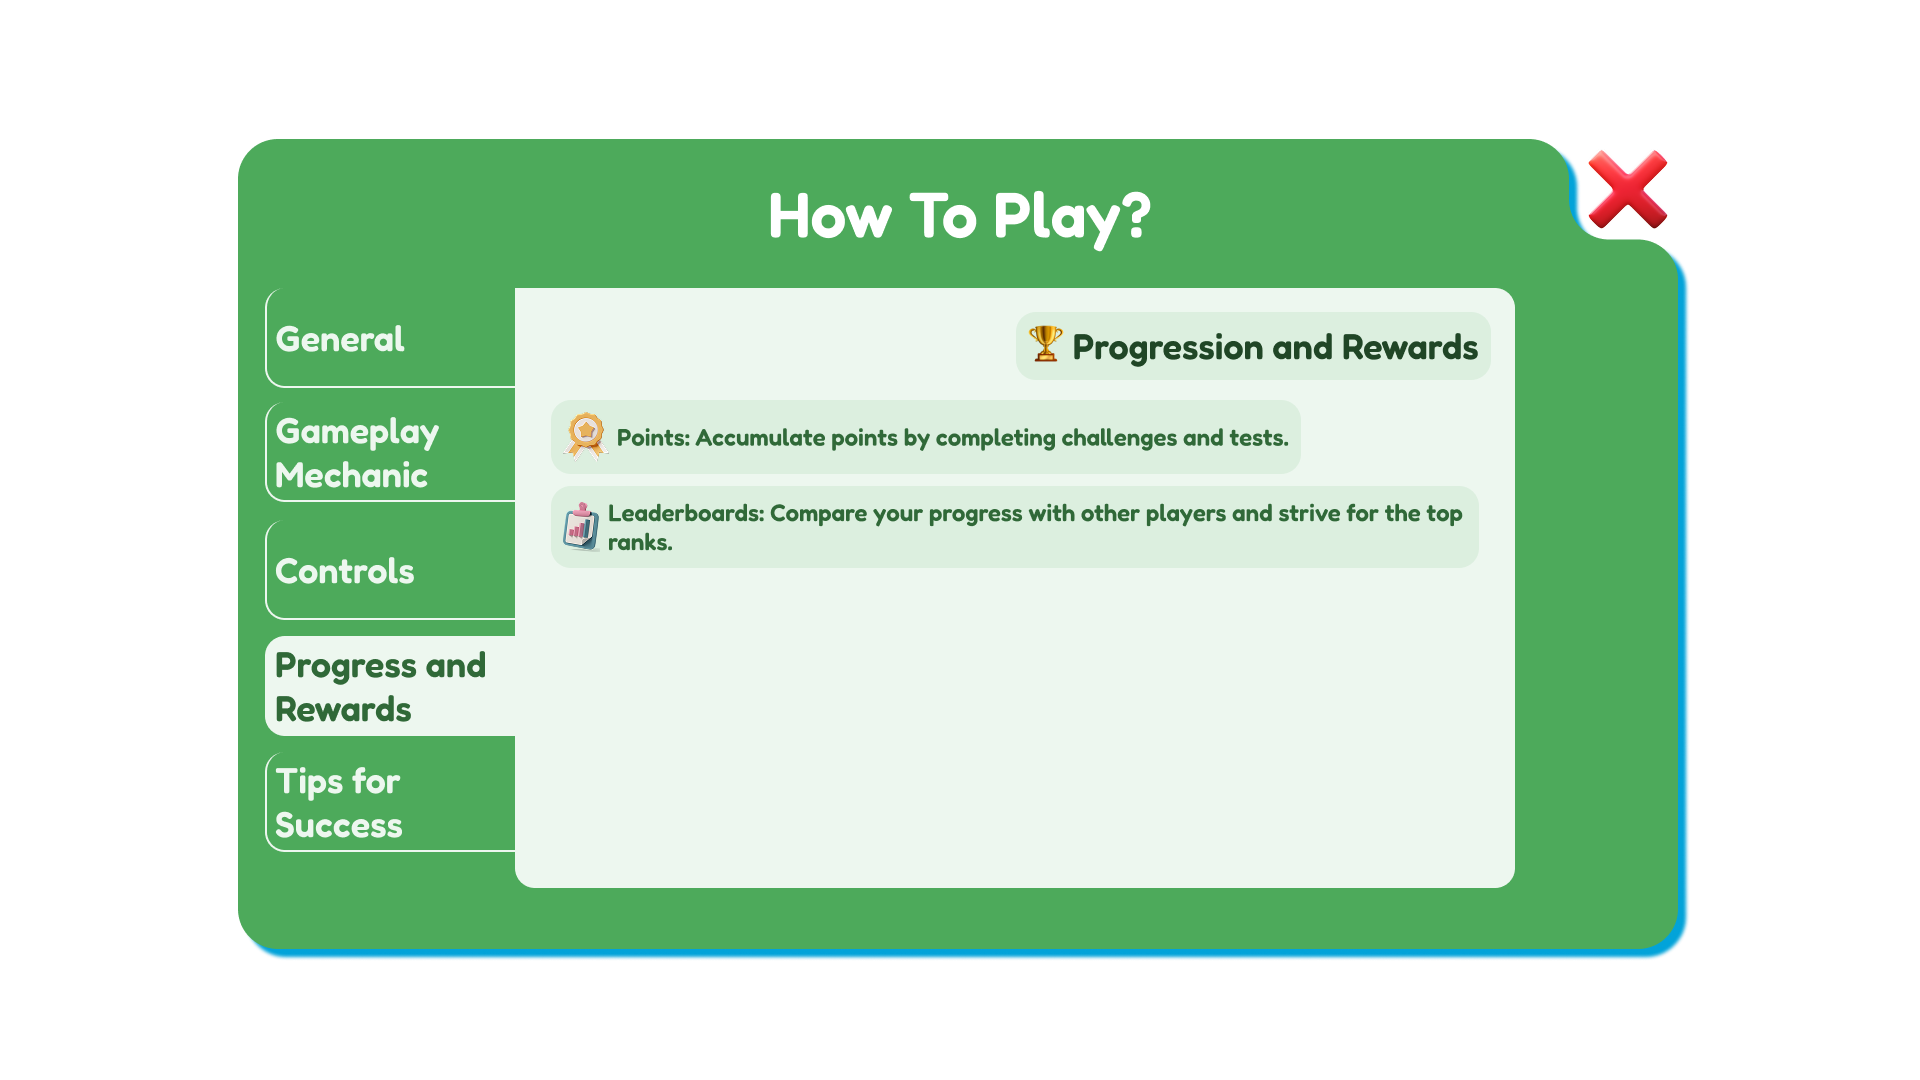 How To Play?
General
Gameplay
Mechanic
Controls
Progress and
Rewards
Tips for
Success
Progression and Rewards
Points: Accumulate points by completing challenges and tests.
Leaderboards: Compare your progress with other players and strive for the top
ranks.